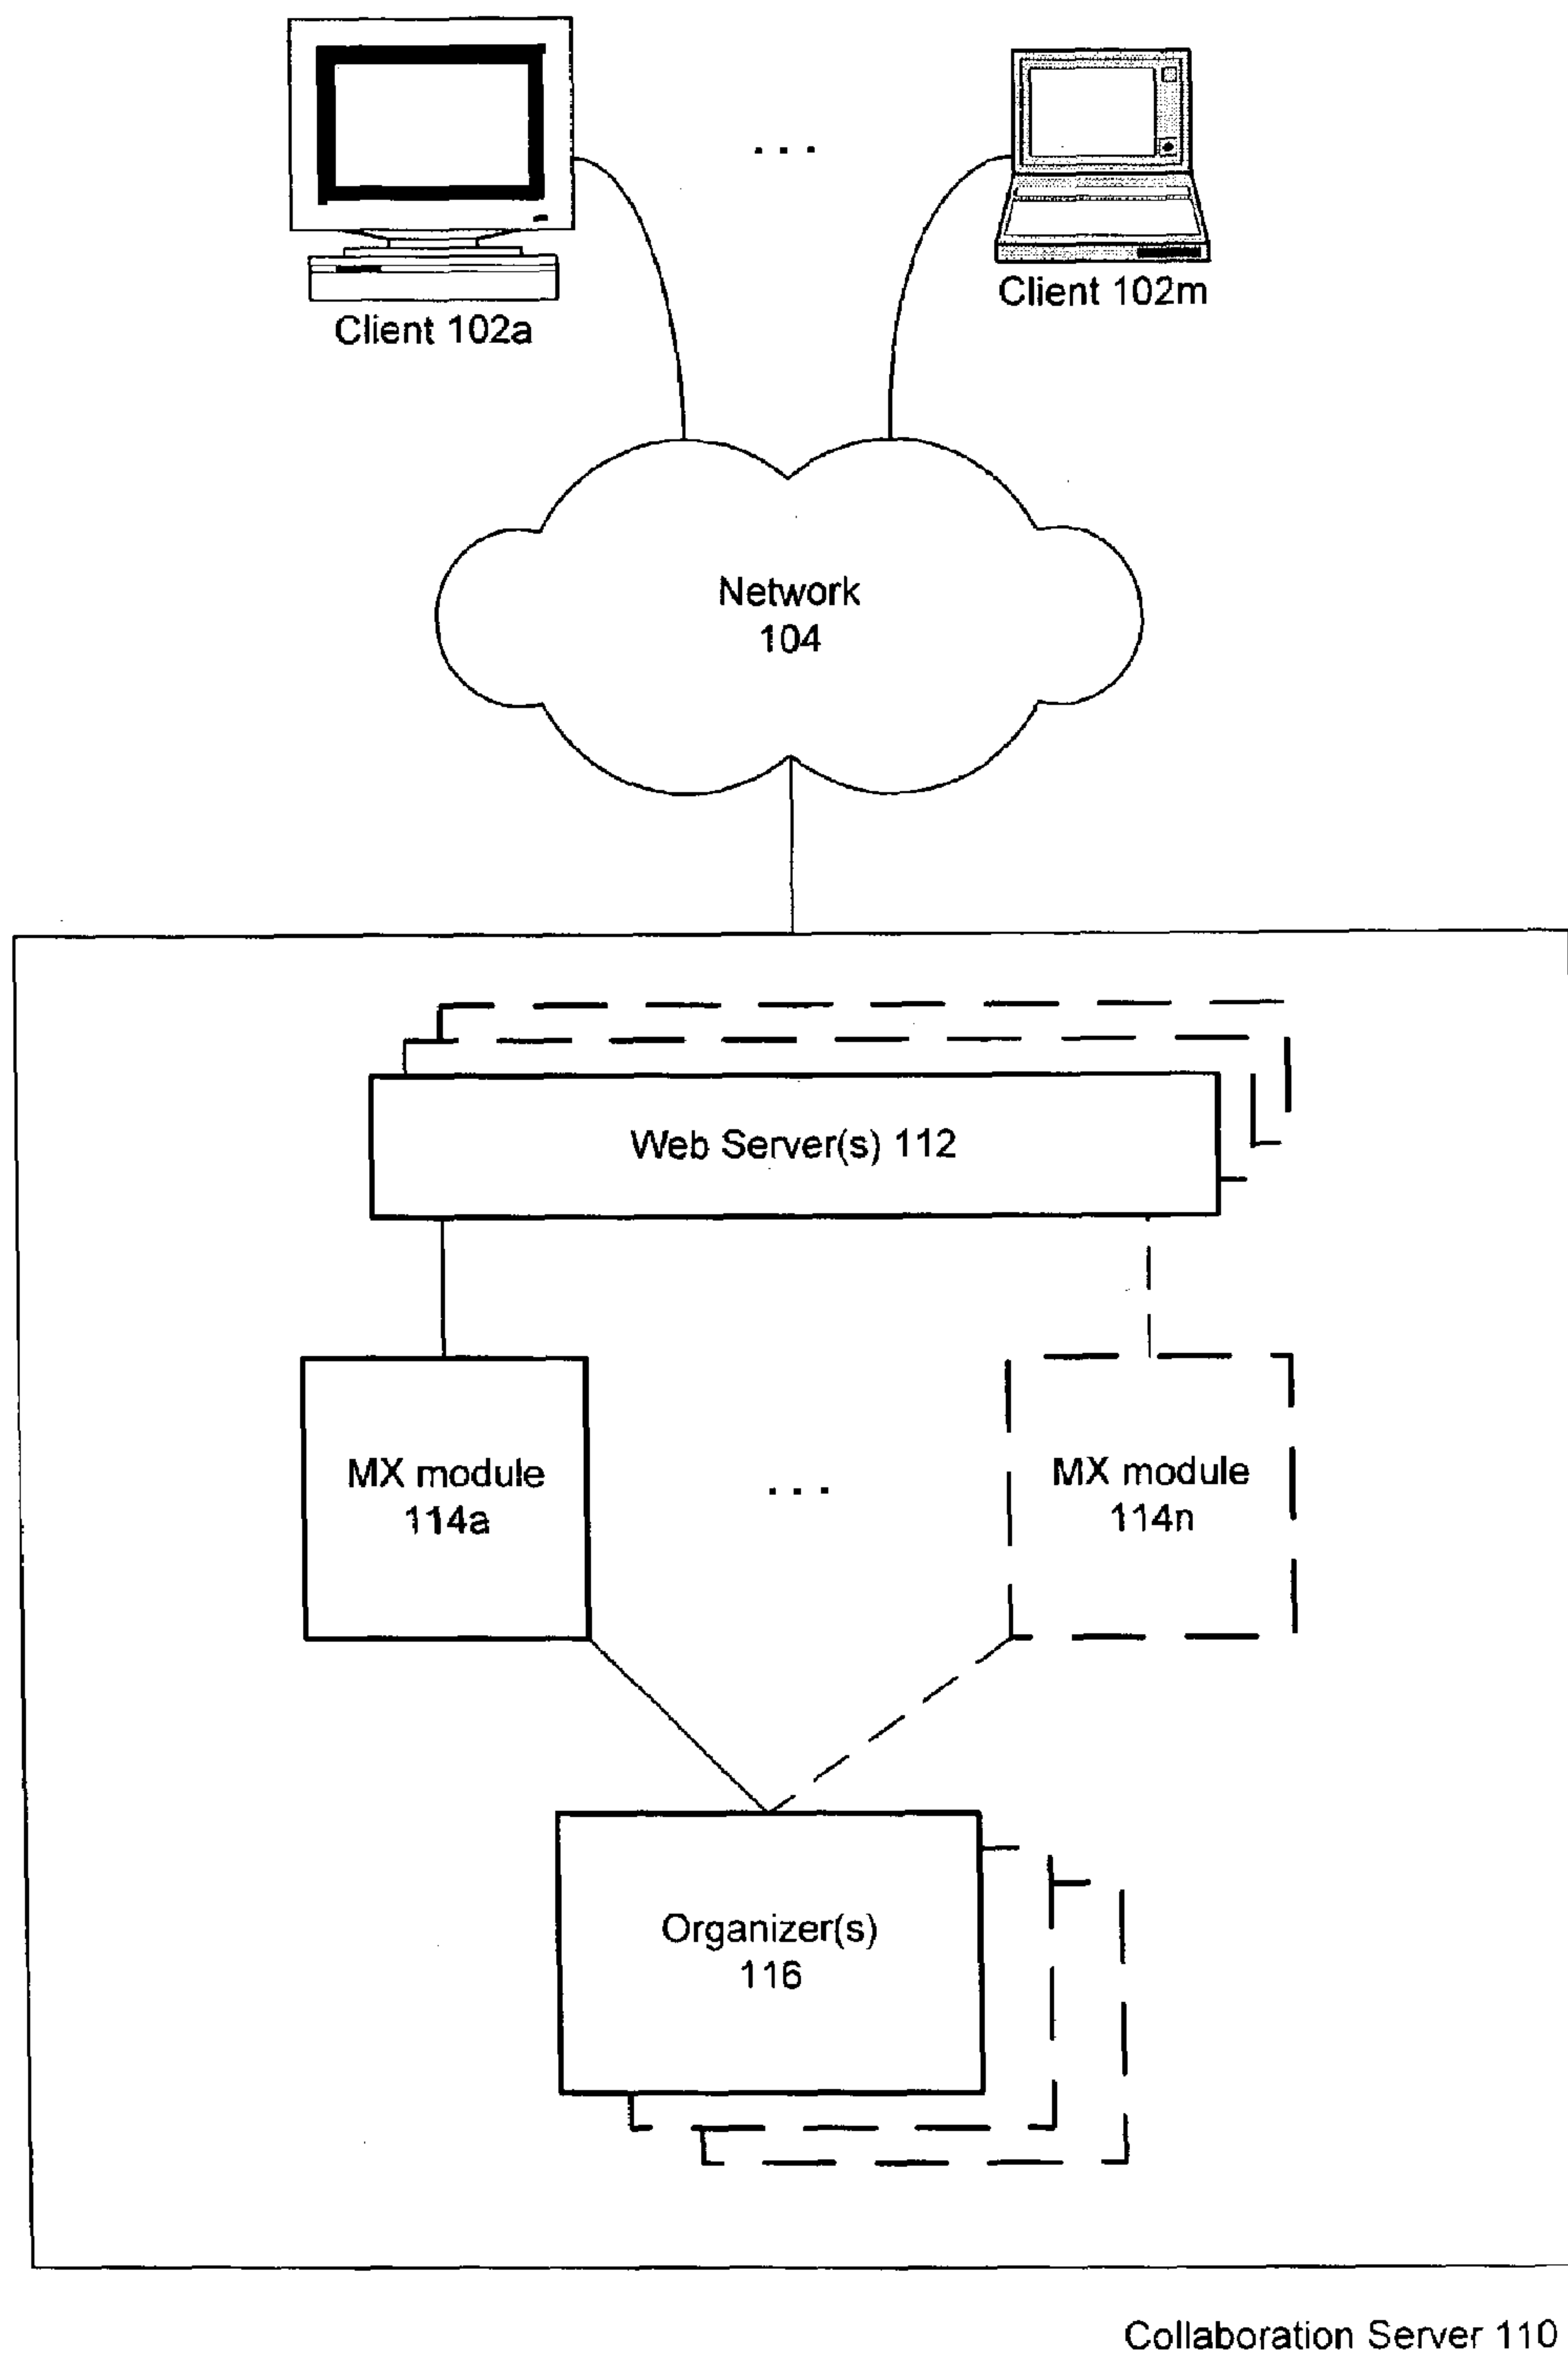 ...
Client 102a
Client 102m
Network
104
Web Server(s) 112
MX module
114a
...
MX module
114n
Organizer(s)
116
Collaboration Server 110